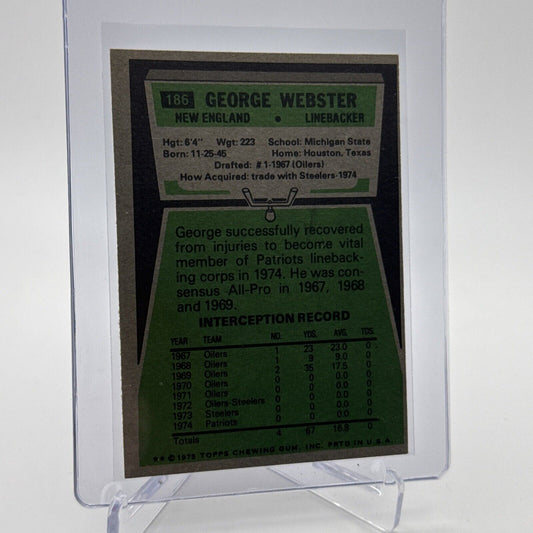 186 GEORGE WEBSTER
NEW ENGLAND • LINEBACKER
Hgt: 6'4" Wgt: 223 School: Michigan State
Born: 11-25-45 Home: Houston, Texas
Drafted: #1-1967 (Oilers)
How Acquired: trade with Steelers-1974
George successfully recovered
from injuries to become vital
member of Patriots lineback-
ing corps in 1974. He was con-
sensus All-Pro in 1967, 1968
and 1969.
INTERCEPTION RECORD
YEAR TEAM NO. YDS. AVG. TDS.
1967 Oilers 1 23 23.0 0
1968 Oilers 1 9 9.0 0
1969 Oilers 2 35 17.5 0
1970 Oilers 0 0 0.0 0
1971 Oilers 0 0 0.0 0
1972 Oilers-Steelers 0 0 0.0 0
1973 Steelers 0 0 0.0 0
1974 Patriots 0 0 0.0 0
Totals 4 67 16.8 0
** © 1975 TOPPS CHEWING GUM, INC. PRTD IN U.S.A.